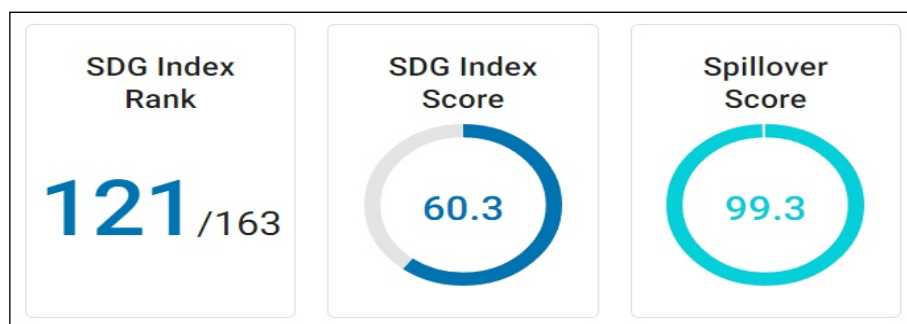 SDG Index
Rank
121/163
SDG Index
Score
60.3
Spillover
Score
99.3